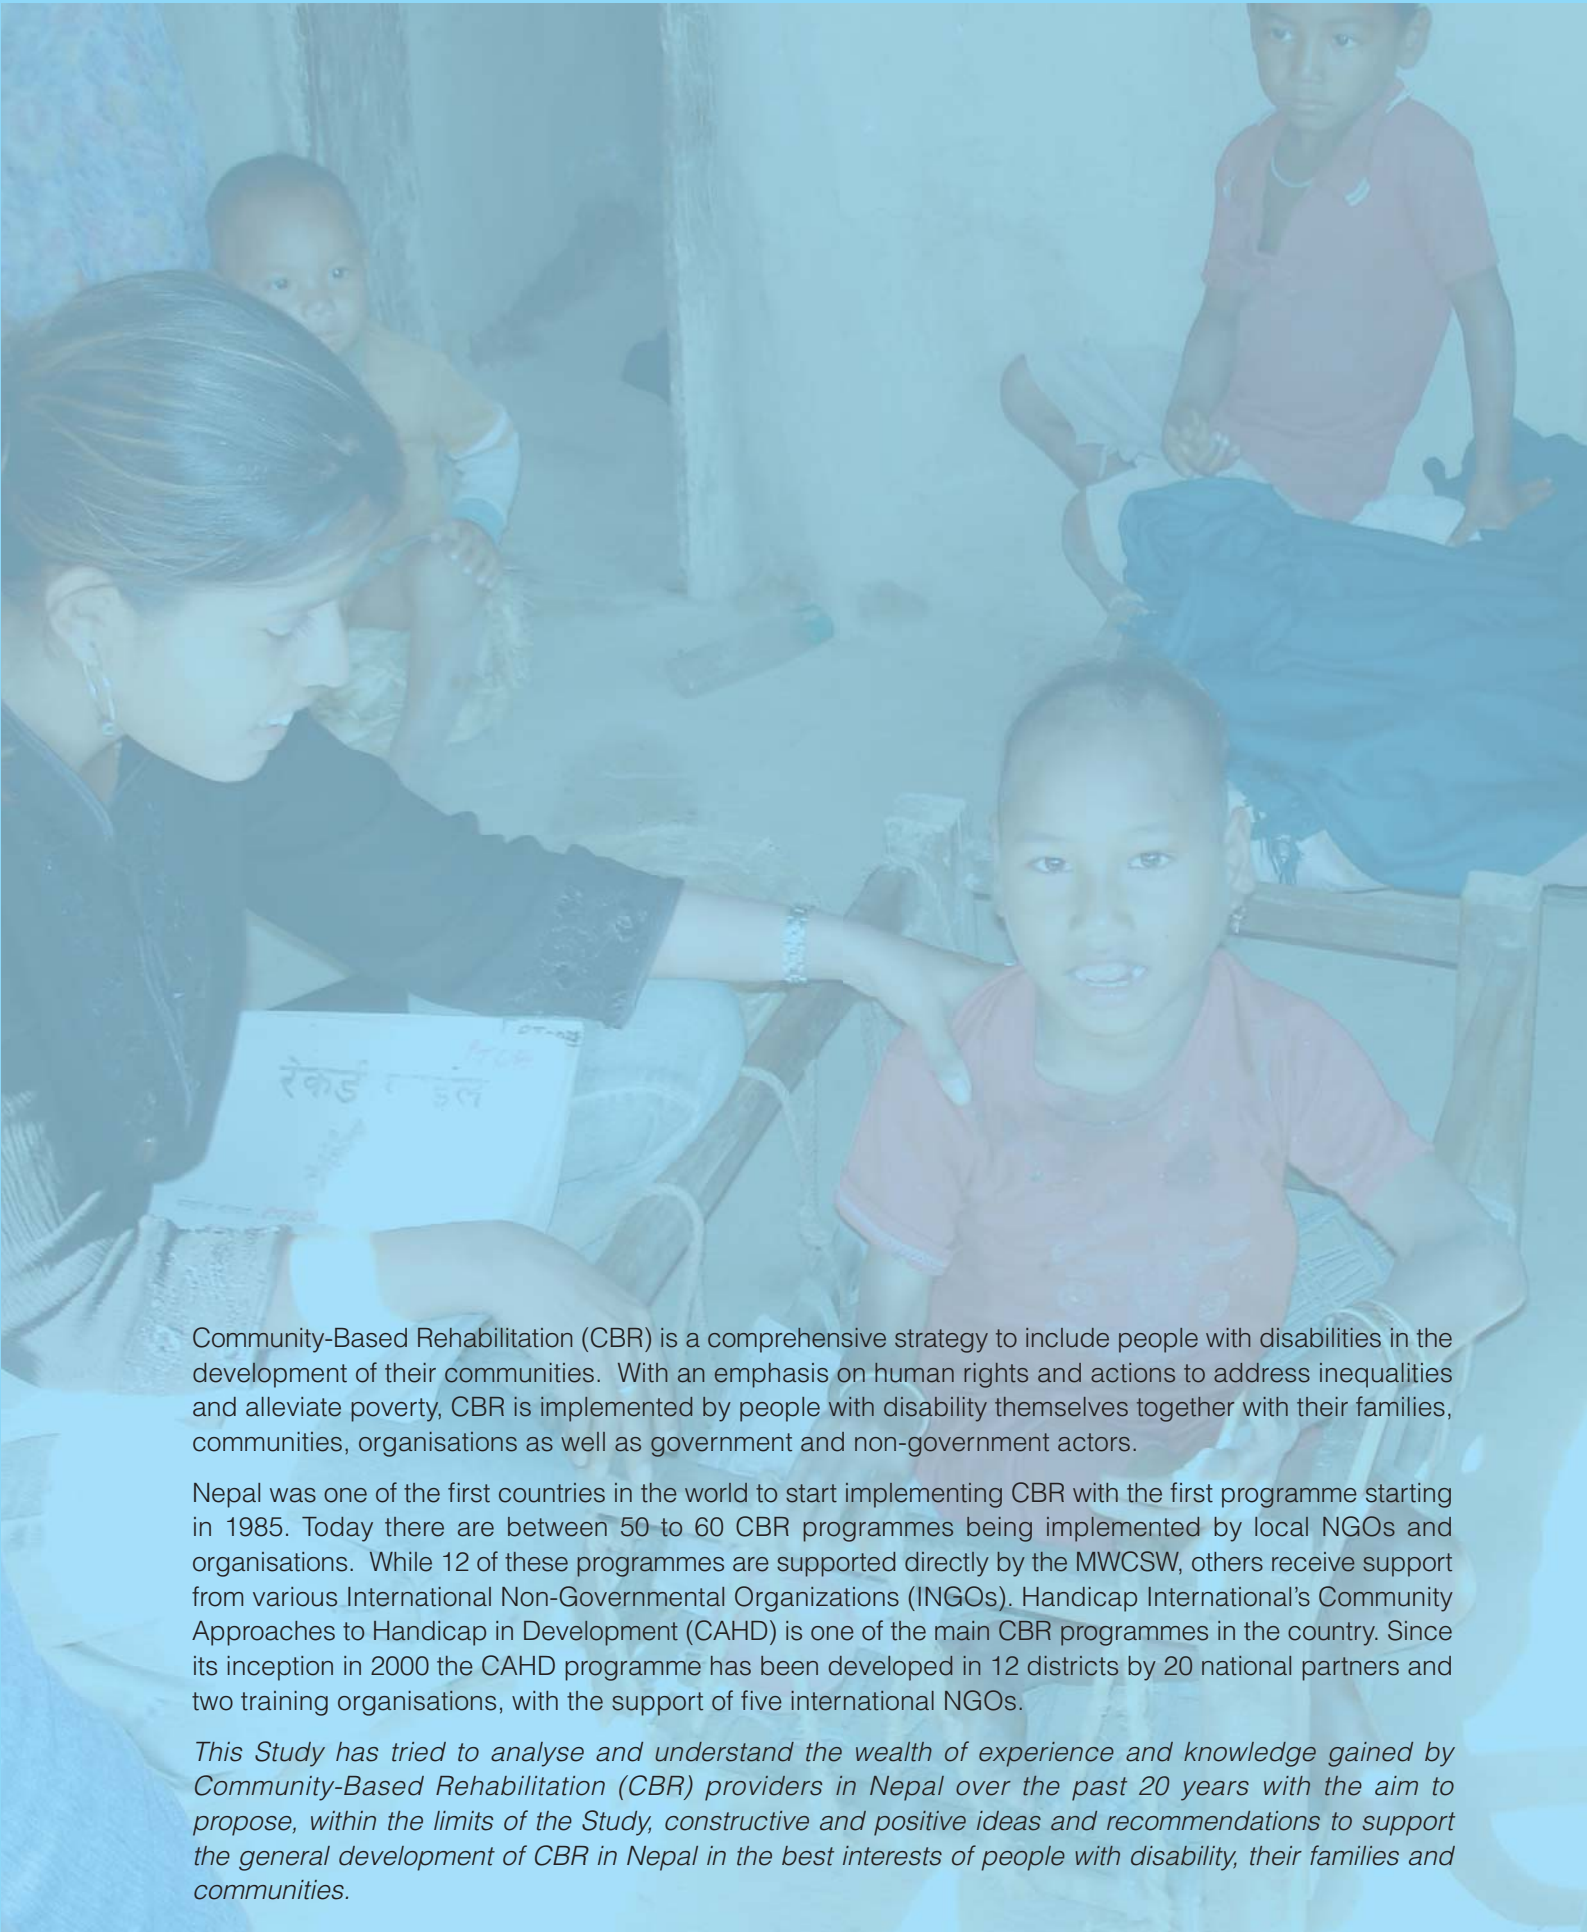 रेकर्ड
Community-Based Rehabilitation (CBR) is a comprehensive strategy to include people with disabilities in the
development of their communities. With an emphasis on human rights and actions to address inequalities
and alleviate poverty, CBR is implemented by people with disability themselves together with their families,
communities, organisations as well as government and non-government actors.
Nepal was one of the first countries in the world to start implementing CBR with the first programme starting
in 1985. Today there are between 50 to 60 CBR programmes being implemented by local NGOs and
organisations. While 12 of these programmes are supported directly by the MWCSW, others receive support
from various International Non-Governmental Organizations (INGOs). Handicap International’s Community
Approaches to Handicap in Development (CAHD) is one of the main CBR programmes in the country. Since
its inception in 2000 the CAHD programme has been developed in 12 districts by 20 national partners and
two training organisations, with the support of five international NGOs.
This Study has tried to analyse and understand the wealth of experience and knowledge gained by
Community-Based Rehabilitation (CBR) providers in Nepal over the past 20 years with the aim to
propose, within the limits of the Study, constructive and positive ideas and recommendations to support
the general development of CBR in Nepal in the best interests of people with disability, their families and
communities.